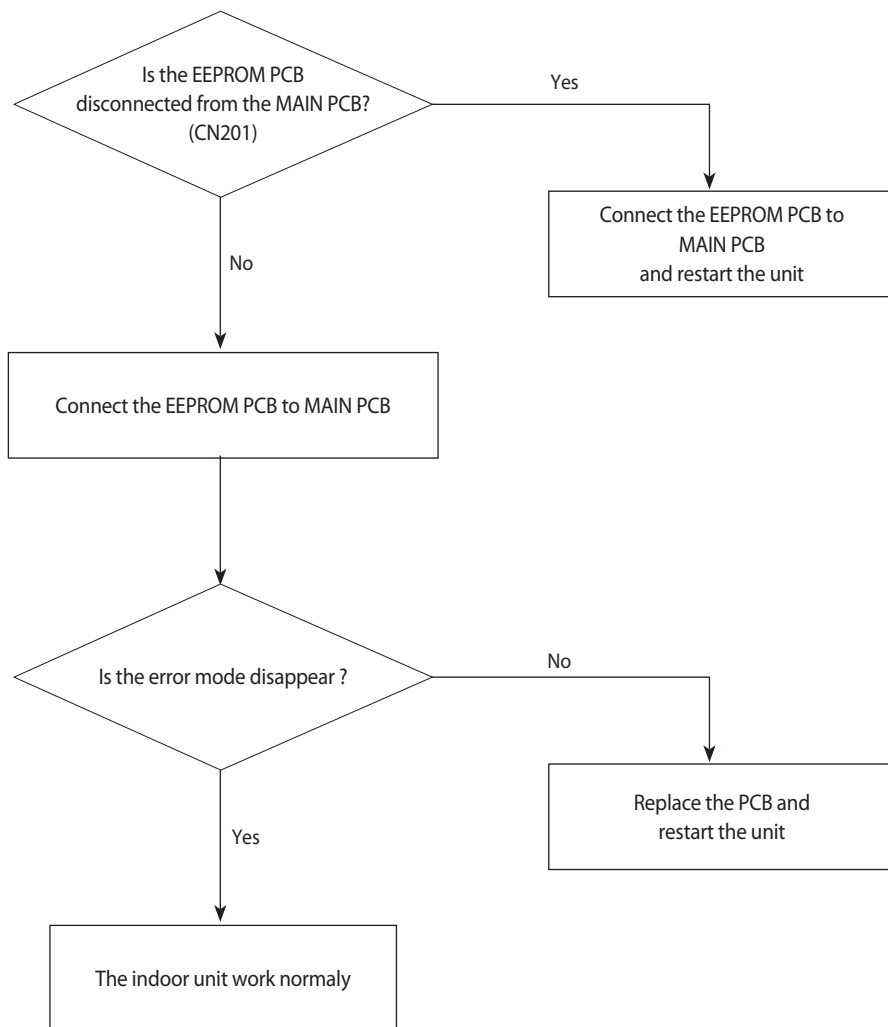 Is the EEPROM PCB
disconnected from the MAIN PCB?
(CN201)
Yes
Connect the EEPROM PCB to
MAIN PCB
and restart the unit
No
Connect the EEPROM PCB to MAIN PCB
Is the error mode disappear ?
No
Replace the PCB and
restart the unit
Yes
The indoor unit work normaly